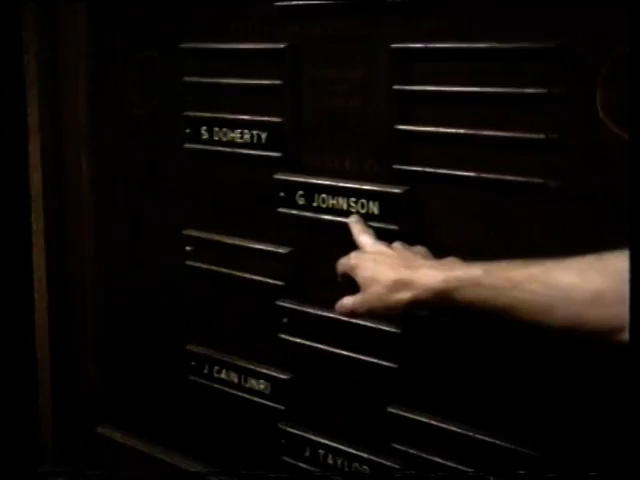 S. DOHERTY
G. JOHNSON
J. CAIN (JNR)
J. TAYLOR